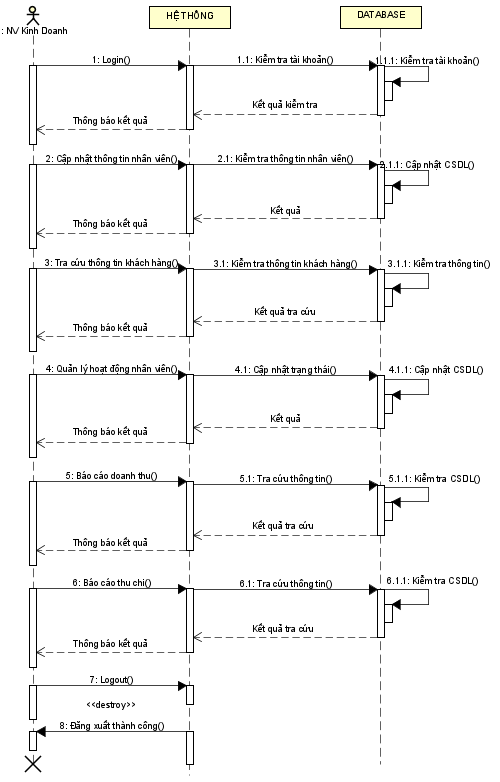 HỆ THỐNG
DATABASE
: NV Kinh Doanh
1: Login()
1.1: Kiểm tra tài khoản()
1.1.1: Kiểm tra tài khoản()
Kết quả kiểm tra
Thông báo kết quả
2: Cập nhật thông tin nhân viên()
2.1: Kiểm tra thông tin nhân viên()
2.1.1: Cập nhật CSDL()
Kết quả
Thông báo kết quả
3: Tra cứu thông tin khách hàng()
3.1: Kiểm tra thông tin khách hàng()
3.1.1: Kiểm tra thông tin()
Kết quả tra cứu
Thông báo kết quả
4: Quản lý hoạt động nhân viên()
4.1: Cập nhật trạng thái()
4.1.1: Cập nhật CSDL()
Kết quả
Thông báo kết quả
5: Báo cáo doanh thu()
5.1: Tra cứu thông tin()
5.1.1: Kiểm tra CSDL()
Kết quả tra cứu
Thông báo kết quả
6: Báo cáo thu chi()
6.1: Tra cứu thông tin()
6.1.1: Kiểm tra CSDL()
Kết quả tra cứu
Thông báo kết quả
7: Logout()
<<destroy>>
8: Đăng xuất thành công()